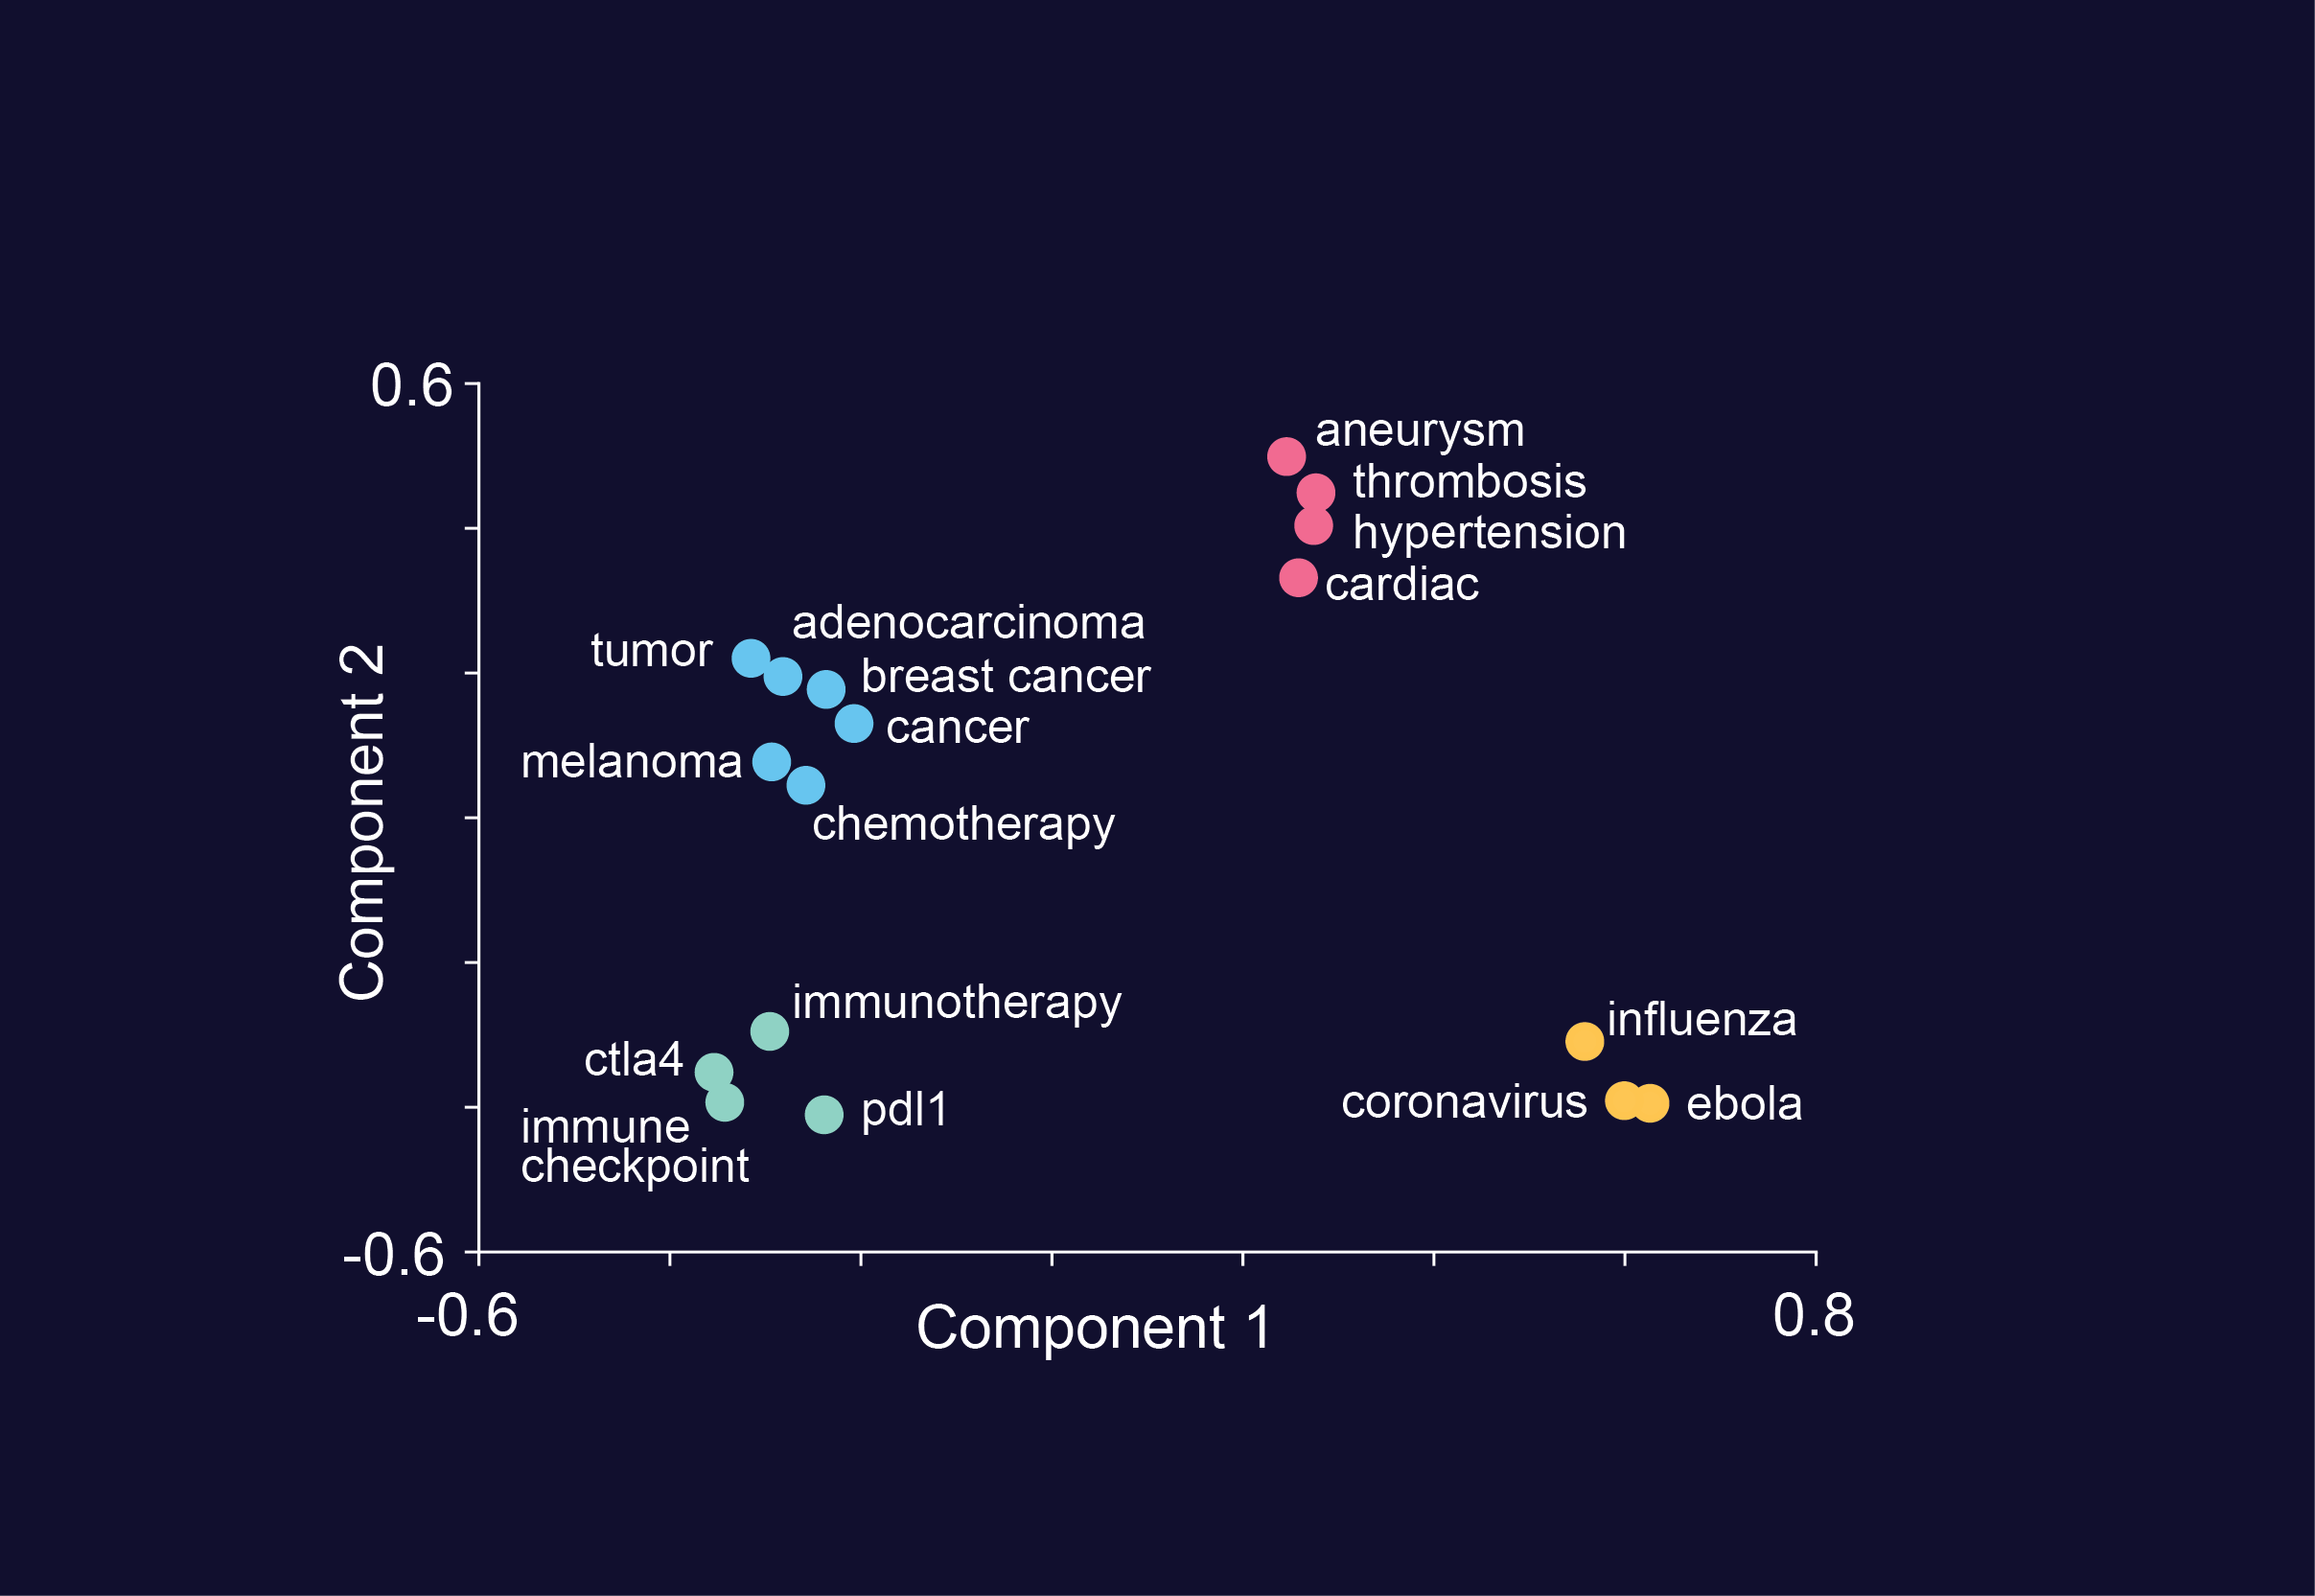 0.6
aneurysm
thrombosis
hypertension
cardiac
adenocarcinoma
tumor
breast cancer
cancer
melanoma
chemotherapy
Component 2
immunotherapy
influenza
ctla4
pdl1
coronavirus
ebola
immune
checkpoint
-0.6
-0.6
Component 1
0.8